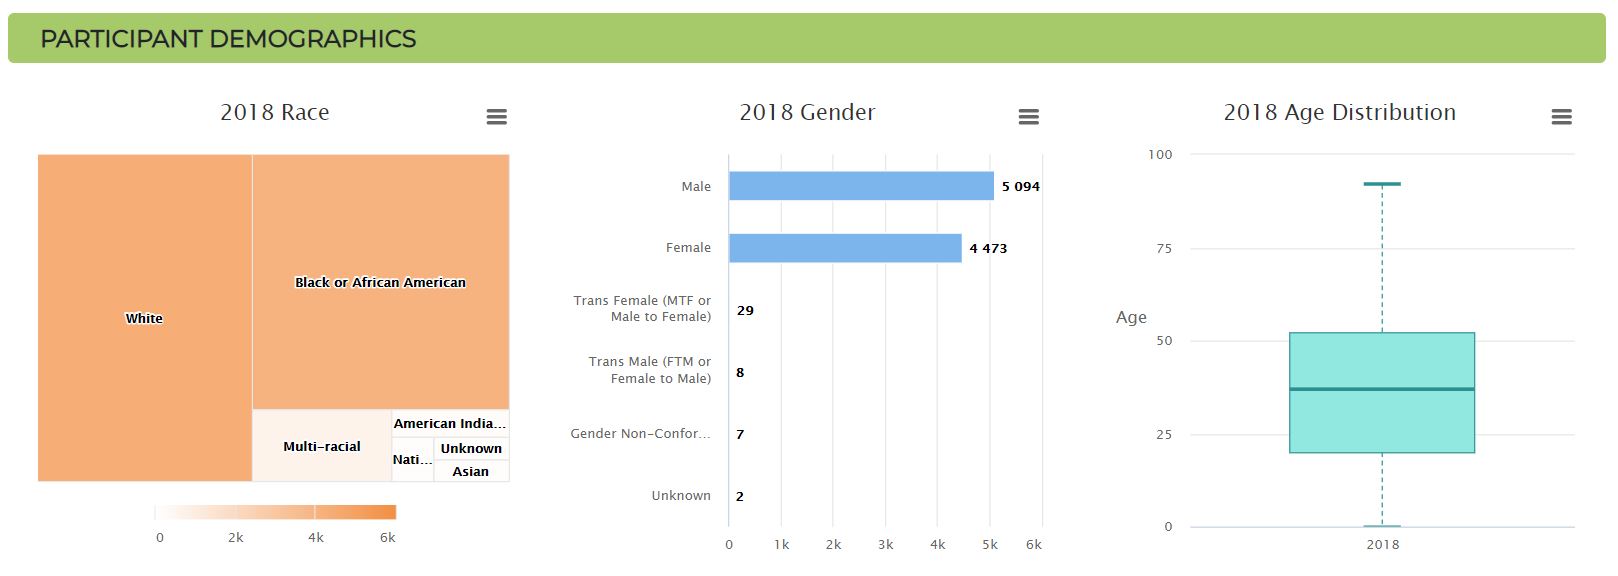 PARTICIPANT DEMOGRAPHICS
2018 Race
White
Black or African American
Multi-racial
American India...
Nati...
Unknown
Asian
0 2k 4k 6k
2018 Gender
Male
5 094
Female
4 473
Trans Female (MTF or
Male to Female)
29
Trans Male (FTM or
Female to Male)
8
Gender Non-Confor...
7
Unknown
2
0 1k 2k 3k 4k 5k 6k
2018 Age Distribution
100
75
Age
50
25
0
2018